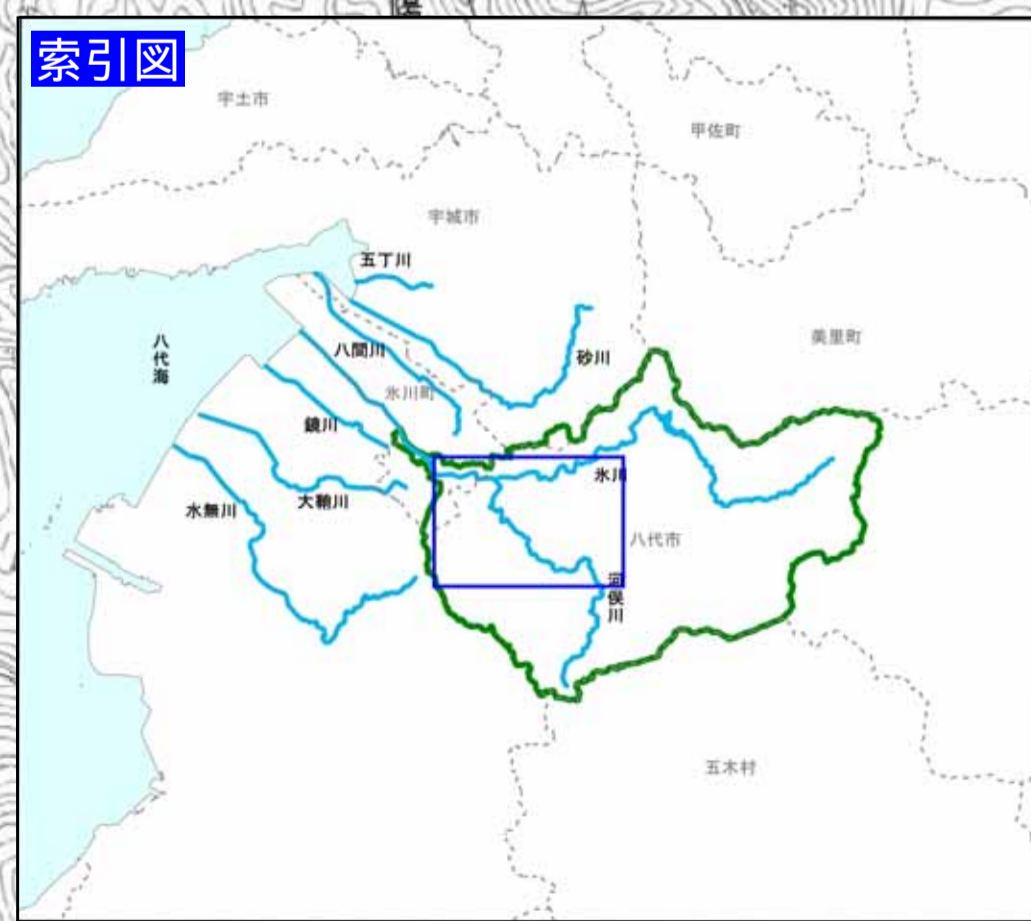 索引図
宇土市
甲佐町
宇城市
五丁川
八代海
美里町
八間川
砂川
氷川町
鏡川
氷川
水無川
大鞘川
八代市
河俣川
五木村